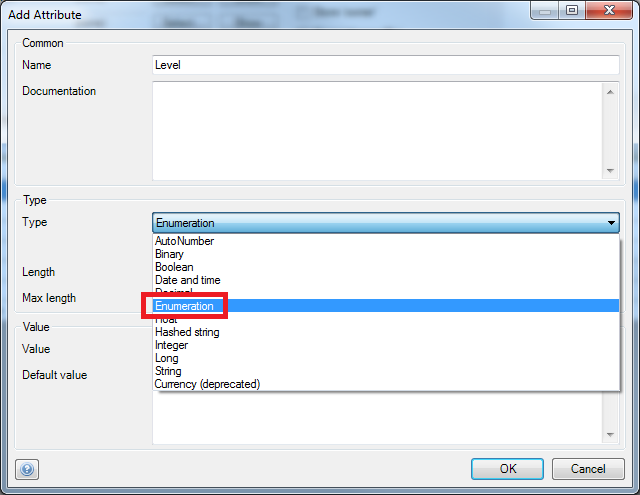 Add Attribute
Common
Name Level
Documentation
Type
Type Enumeration
AutoNumber
Binary
Boolean
Length
Date and time
Decimal
Max length
Enumeration
Float
Value
Hashed string
Value
Integer
Long
Default value
String
Currency (deprecated)
OK Cancel